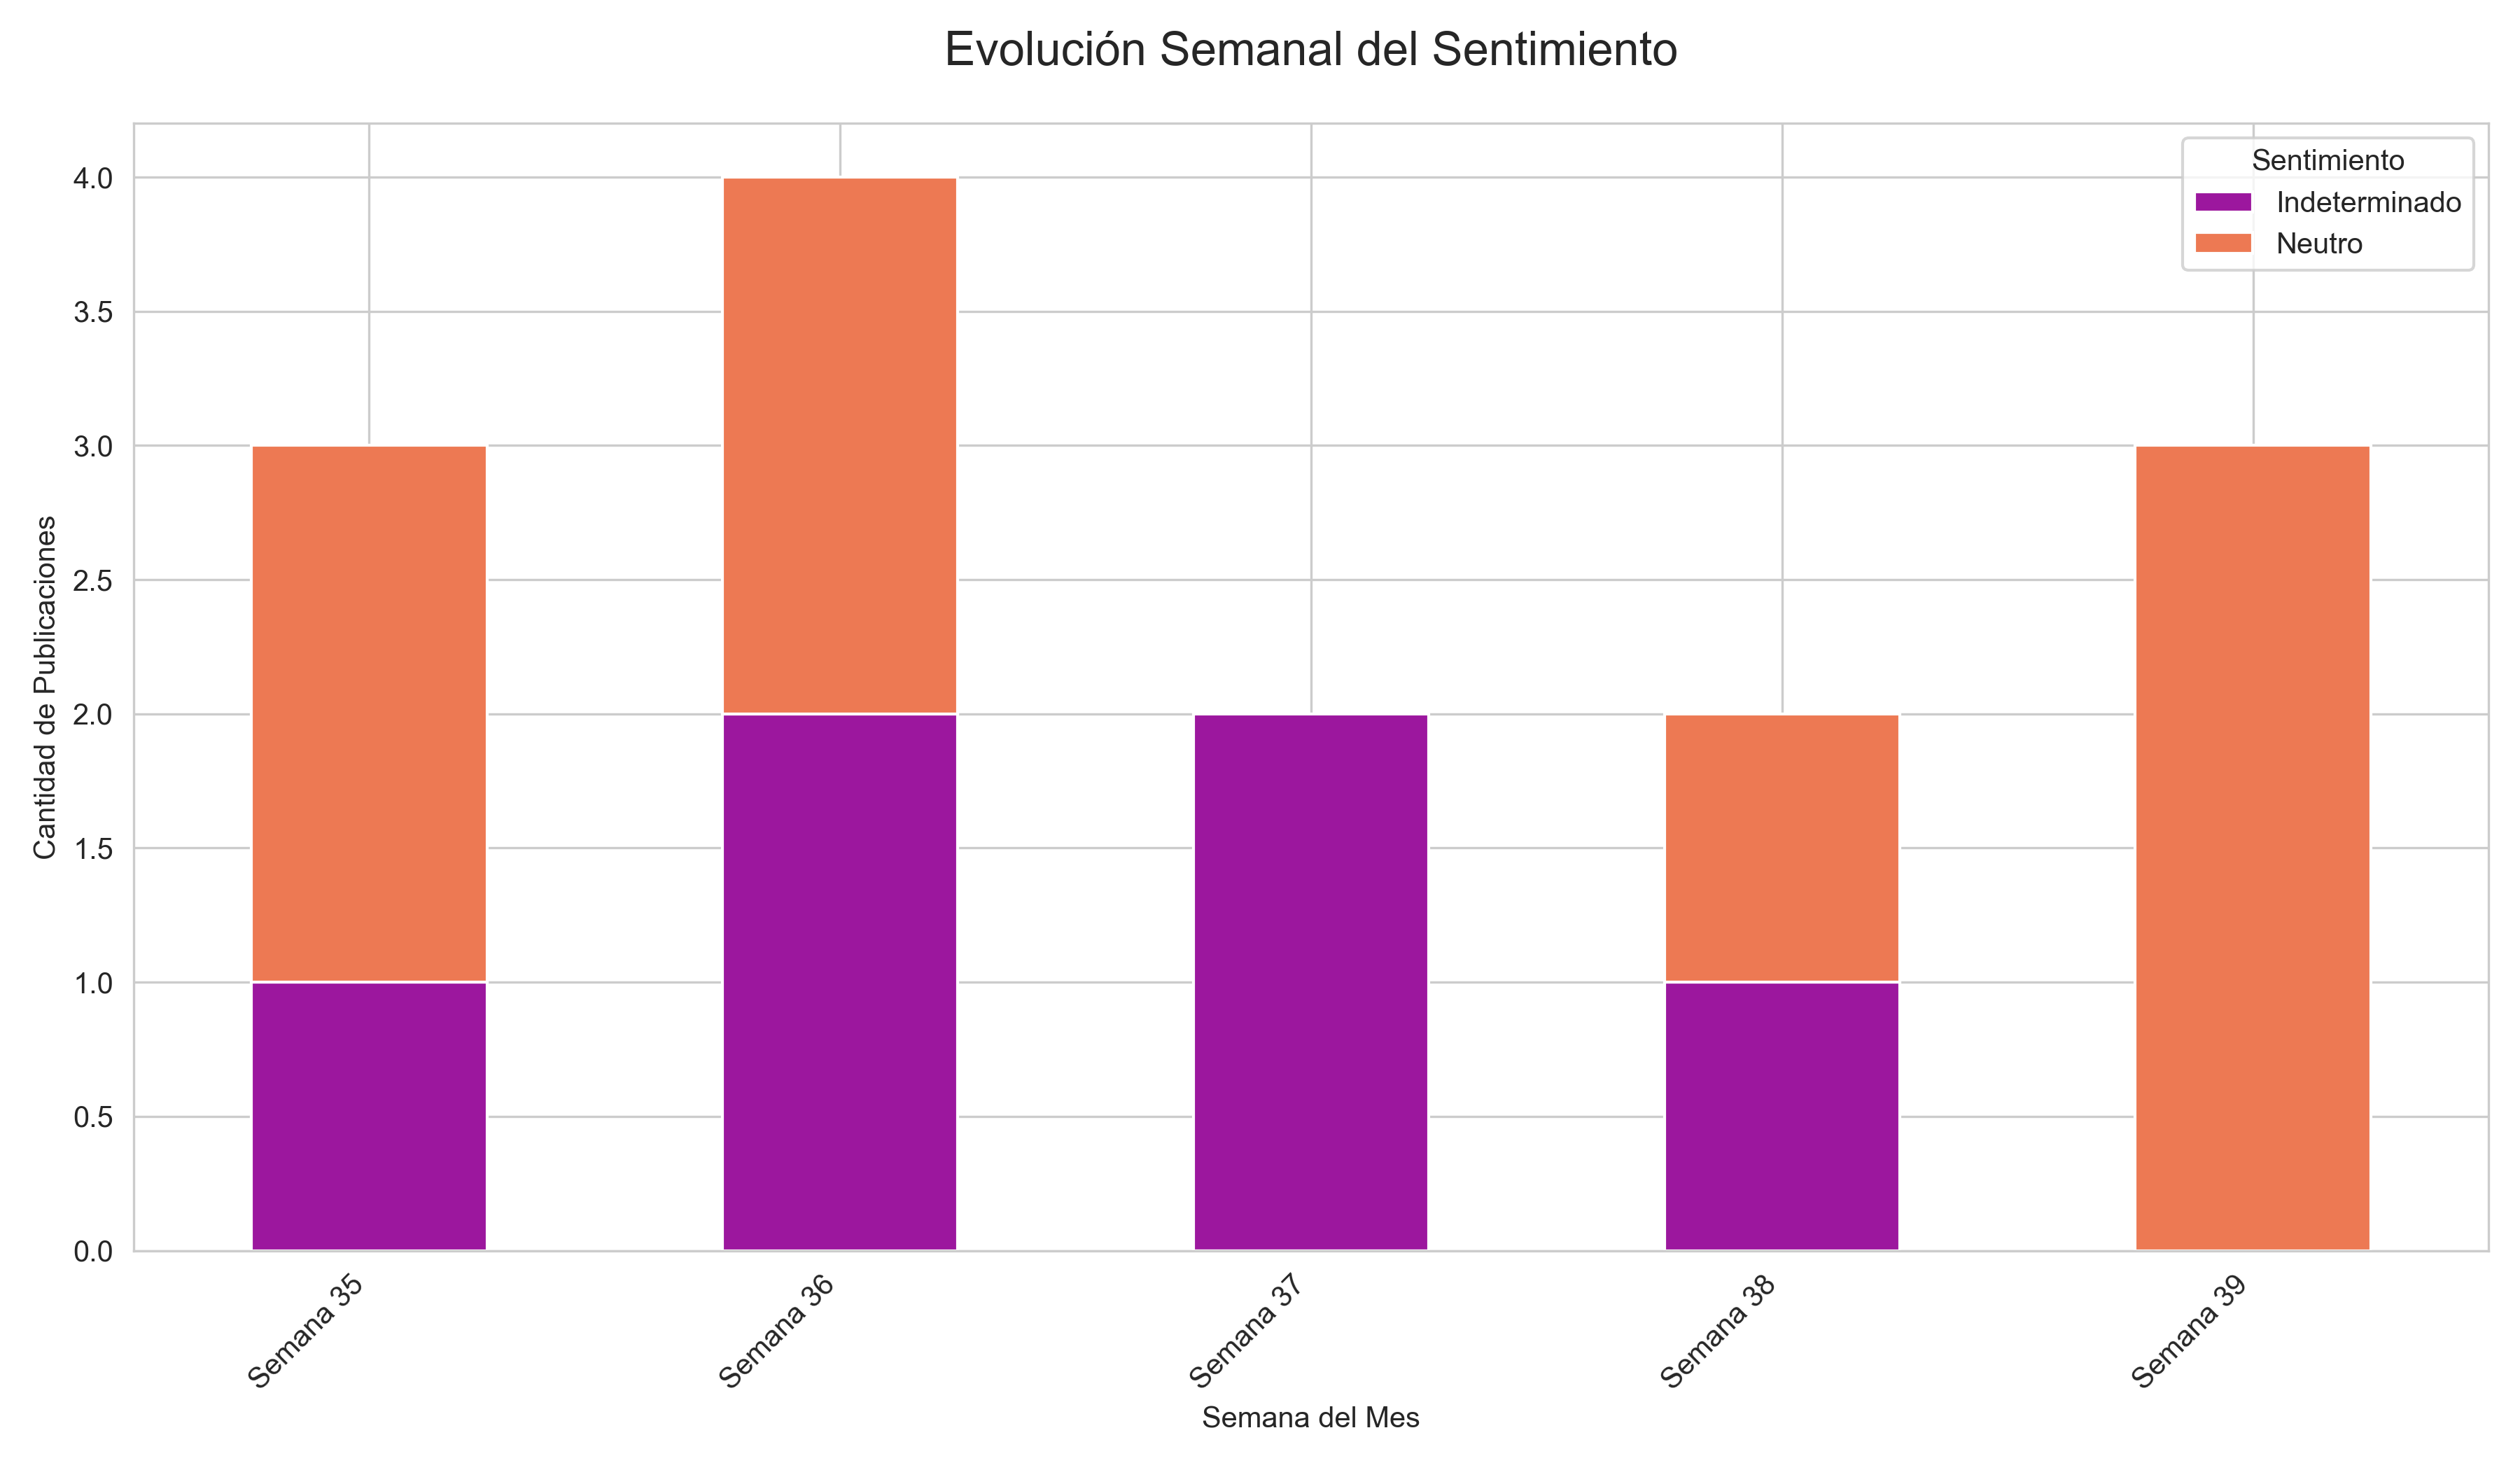 Evolución Semanal del Sentimiento
Sentimiento
Indeterminado
Neutro
Cantidad de Publicaciones
4.0
3.5
3.0
2.5
2.0
1.5
1.0
0.5
0.0
Semana 35
Semana 36
Semana 37
Semana 38
Semana 39
Semana del Mes